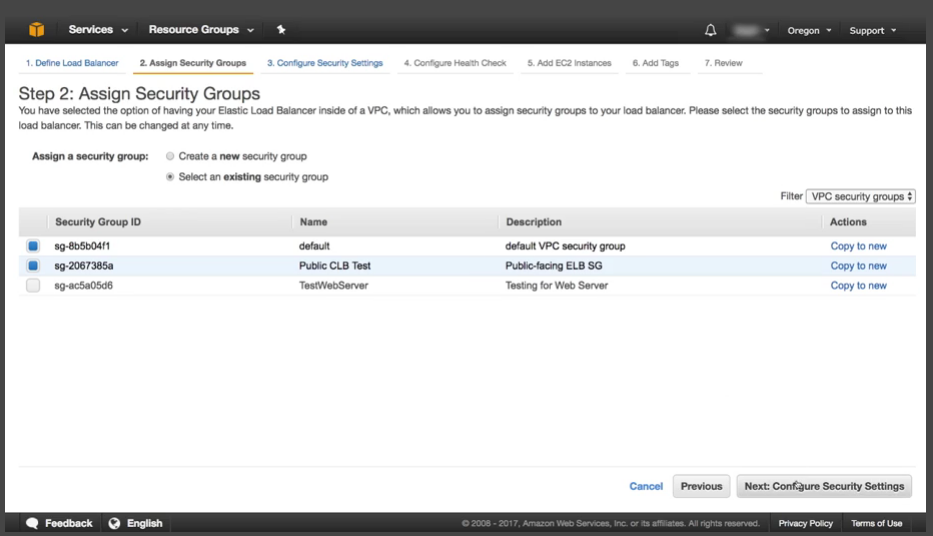 Services Resource Groups Oregon Support
1. Define Load Balancer 2. Assign Security Groups 3. Configure Security Settings 4. Configure Health Check 5. Add EC2 Instances 6. Add Tags 7. Review
Step 2: Assign Security Groups
You have selected the option of having your Elastic Load Balancer inside of a VPC, which allows you to assign security groups to your load balancer. Please select the security groups to assign to this
load balancer. This can be changed at any time.
Assign a security group: Create a new security group
Select an existing security group
Filter VPC security groups
Security Group ID Name Description Actions
sg-8b5b04f1 default default VPC security group Copy to new
sg-2067385a Public CLB Test Public-facing ELB SG Copy to new
sg-ac5a05d6 TestWebServer Testing for Web Server Copy to new
Cancel Previous Next: Configure Security Settings
Feedback English © 2008 - 2017, Amazon Web Services, Inc. or its affiliates. All rights reserved. Privacy Policy Terms of Use